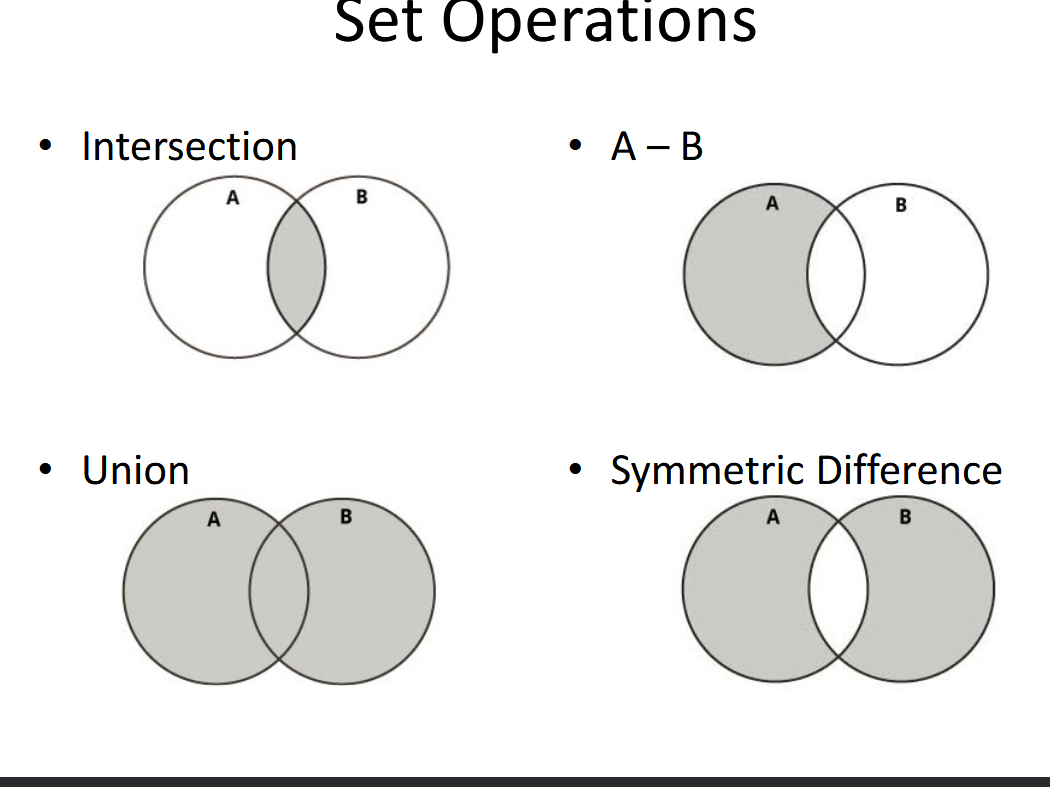 Set Operations
• Intersection
A B
• A – B
A B
• Union
A B
• Symmetric Difference
A B